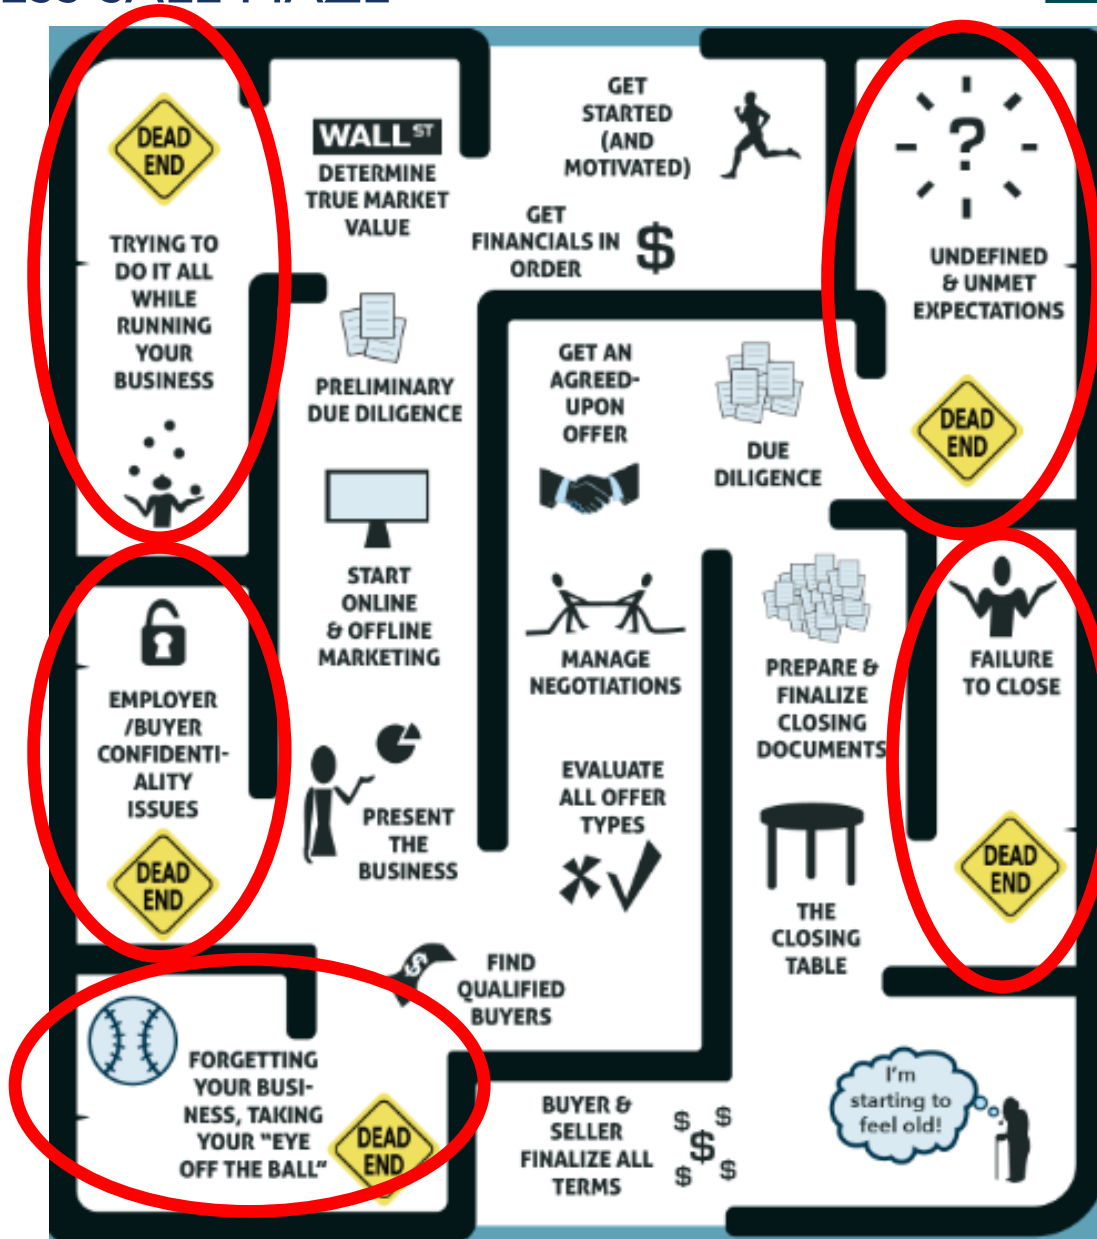 DEAD
END
TRYING TO
DO IT ALL
WHILE
RUNNING
YOUR
BUSINESS
WALL ST
DETERMINE
TRUE MARKET
VALUE
GET
STARTED
(AND
MOTIVATED)
GET
FINANCIALS IN
ORDER
$
?
UNDEFINED
& UNMET
EXPECTATIONS
DEAD
END
PRELIMINARY
DUE DILIGENCE
GET AN
AGREED-
UPON
OFFER
DUE
DILIGENCE
START
ONLINE
& OFFLINE
MARKETING
MANAGE
NEGOTIATIONS
PREPARE &
FINALIZE
CLOSING
DOCUMENTS
FAILURE
TO CLOSE
DEAD
END
EMPLOYER
/BUYER
CONFIDENTI-
ALITY
ISSUES
DEAD
END
PRESENT
THE
BUSINESS
EVALUATE
ALL OFFER
TYPES
THE
CLOSING
TABLE
$
FIND
QUALIFIED
BUYERS
FORGETTING
YOUR BUSI-
NESS, TAKING
YOUR "EYE
OFF THE BALL"
DEAD
END
BUYER &
SELLER
FINALIZE ALL
TERMS
$ $ $ $ $
I'm
starting to
feel old!